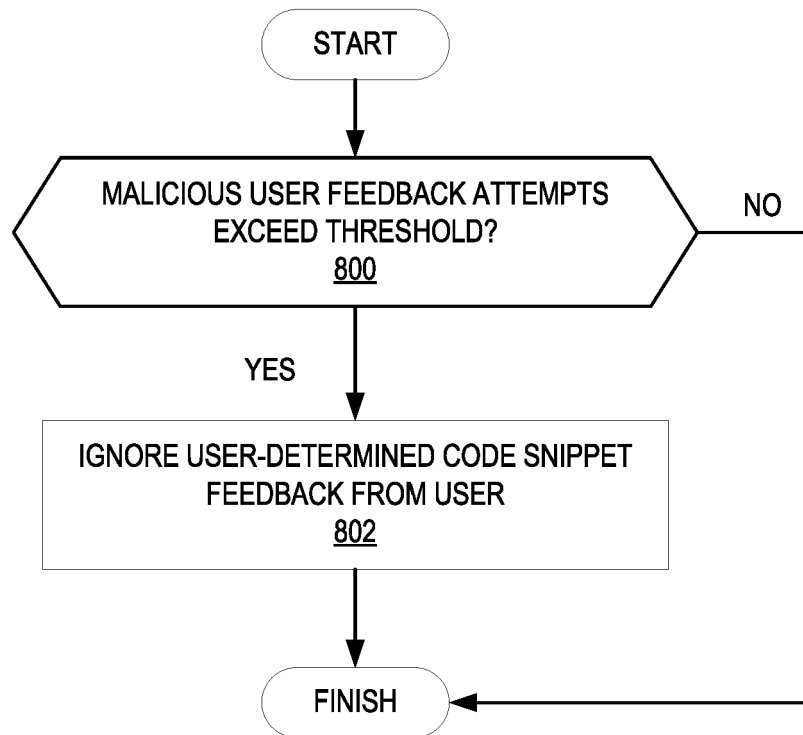 START
MALICIOUS USER FEEDBACK ATTEMPTS
EXCEED THRESHOLD?
800
NO
YES
IGNORE USER-DETERMINED CODE SNIPPET
FEEDBACK FROM USER
802
FINISH